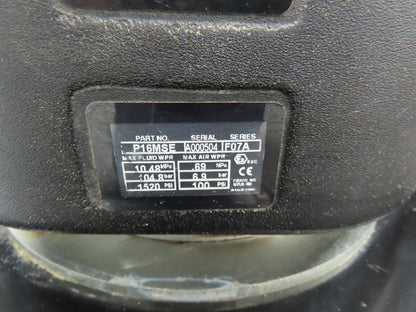 PART NO. SERIAL SERIES
P16MSE A000504 F07A
MAX FLUID WPR MAX AIR WPR
10.48 MPa .69 MPa
104.8 bar 6.9 bar
1520 PSI 100 PSI
CE